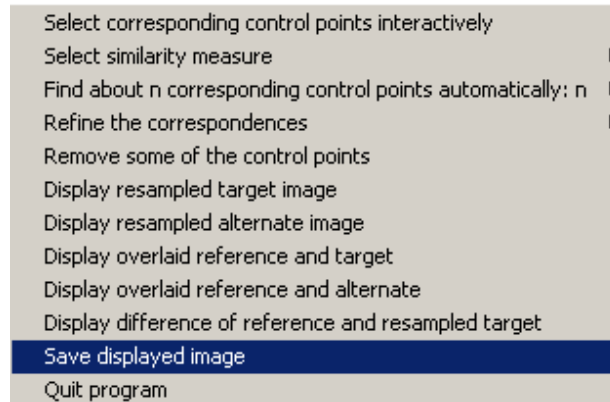 Select corresponding control points interactively
Select similarity measure
Find about n corresponding control points automatically: n
Refine the correspondences
Remove some of the control points
Display resampled target image
Display resampled alternate image
Display overlaid reference and target
Display overlaid reference and alternate
Display difference of reference and resampled target
Save displayed image
Quit program